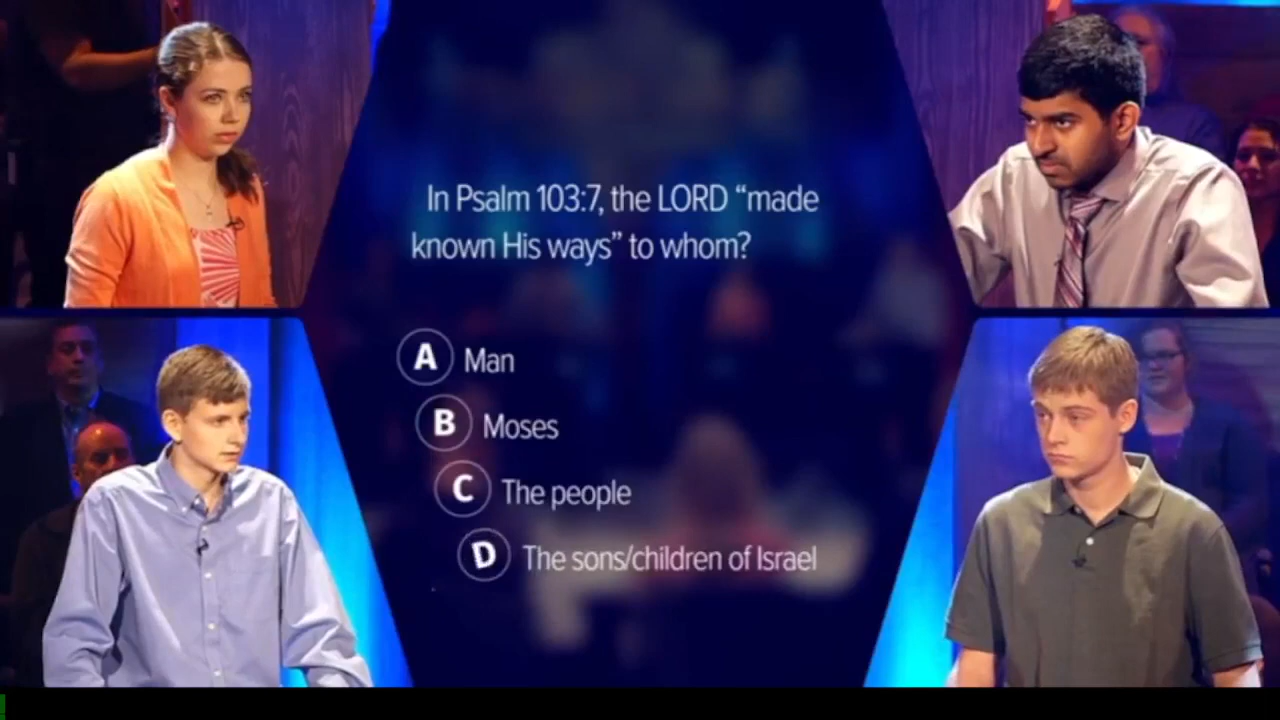 In Psalm 103:7, the LORD “made
known His ways” to whom?
A Man
B Moses
C The people
D The sons/children of Israel